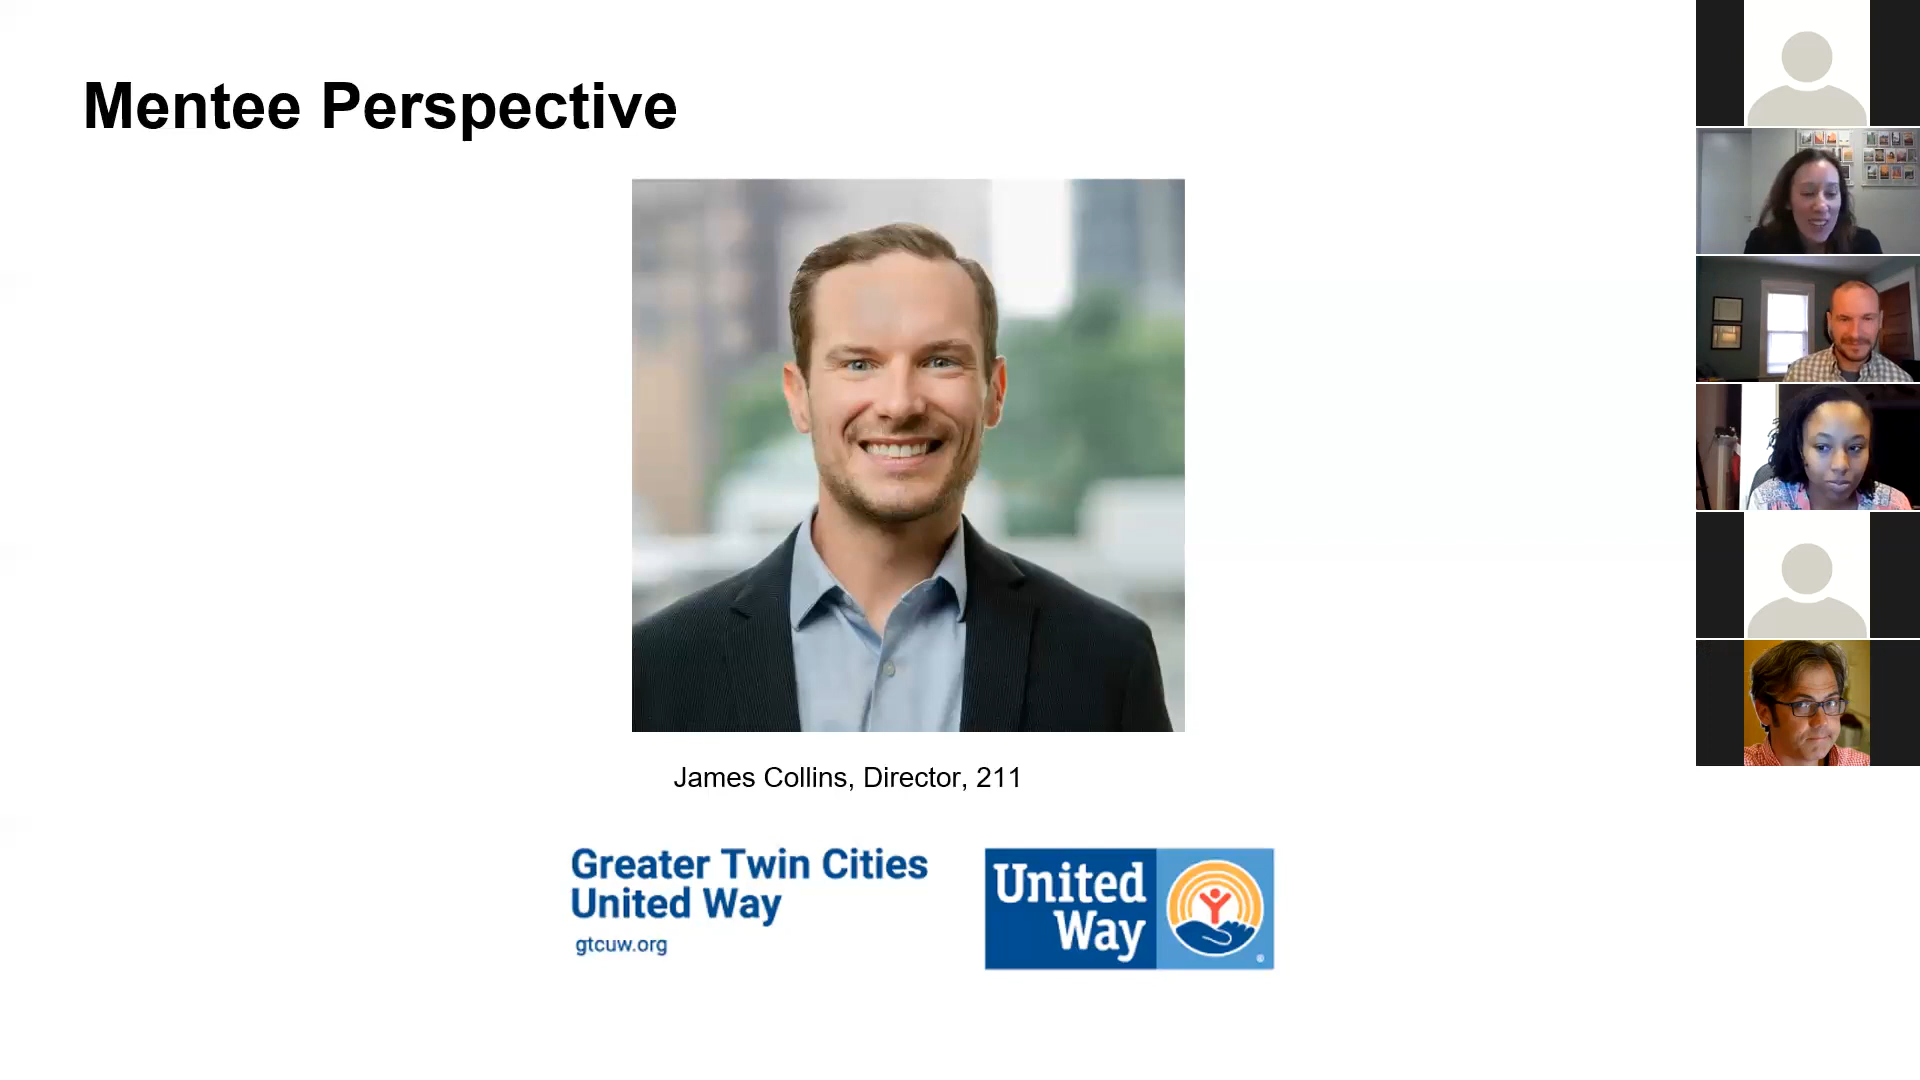 Mentee Perspective
James Collins, Director, 211
Greater Twin Cities
United Way
gtcuw.org
United
Way
®